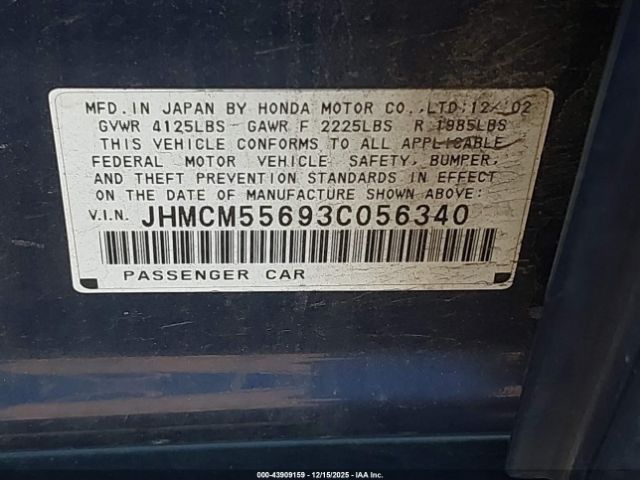 MFD. IN JAPAN BY HONDA MOTOR CO., LTD. 12/02
GVWR 4125LBS GAWR F 2225LBS R 1985LBS
THIS VEHICLE CONFORMS TO ALL APPLICABLE
FEDERAL MOTOR VEHICLE SAFETY, BUMPER,
AND THEFT PREVENTION STANDARDS IN EFFECT
ON THE DATE OF MANUFACTURE SHOWN ABOVE:
V.I.N. JHMCM55693C056340
PASSENGER CAR
000-43909159 - 12/15/2025 - IAAI.COM